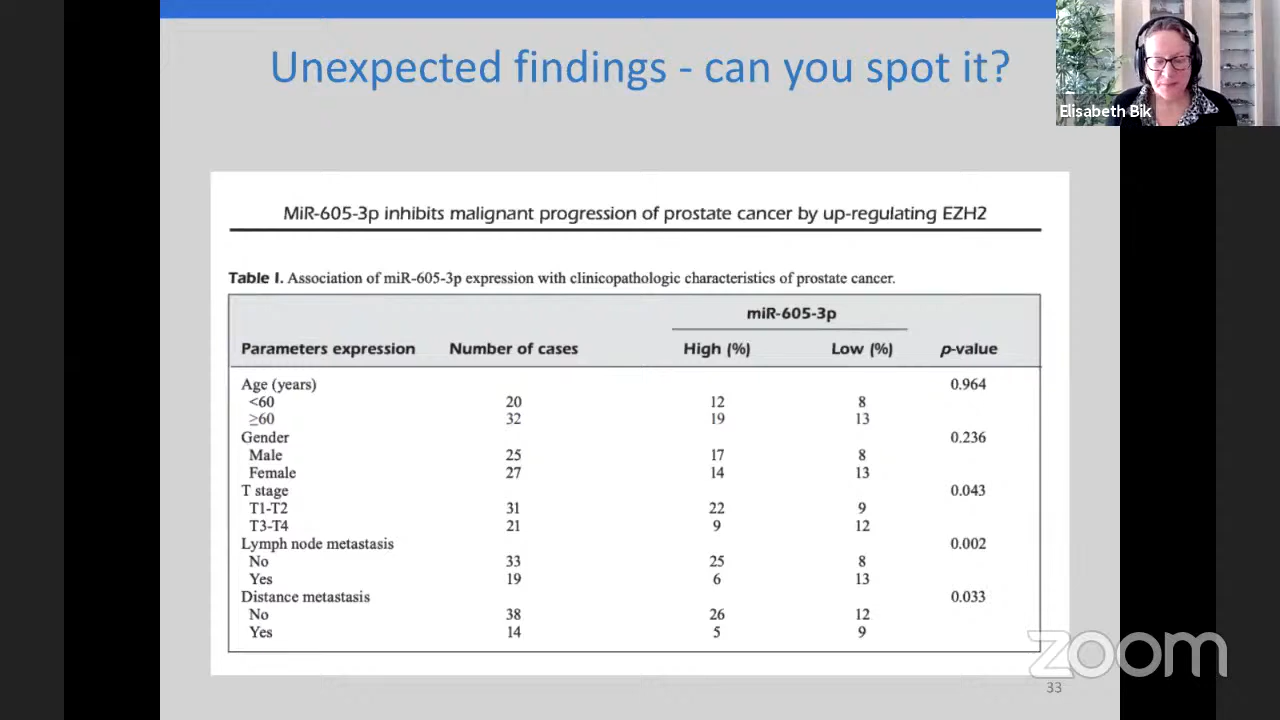 Unexpected findings - can you spot it?
Elisabeth Bik
MiR-605-3p inhibits malignant progression of prostate cancer by up-regulating EZH2
Table I. Association of miR-605-3p expression with clinicopathologic characteristics of prostate cancer.
miR-605-3p
Parameters expression Number of cases High (%) Low (%) p-value
Age (years) 0.964
<60 20 12 8
≥60 32 19 13
Gender 0.236
Male 25 17 8
Female 27 14 13
T stage 0.043
T1-T2 31 22 9
T3-T4 21 9 12
Lymph node metastasis 0.002
No 33 25 8
Yes 19 6 13
Distance metastasis 0.033
No 38 26 12
Yes 14 5 9
zoom
33